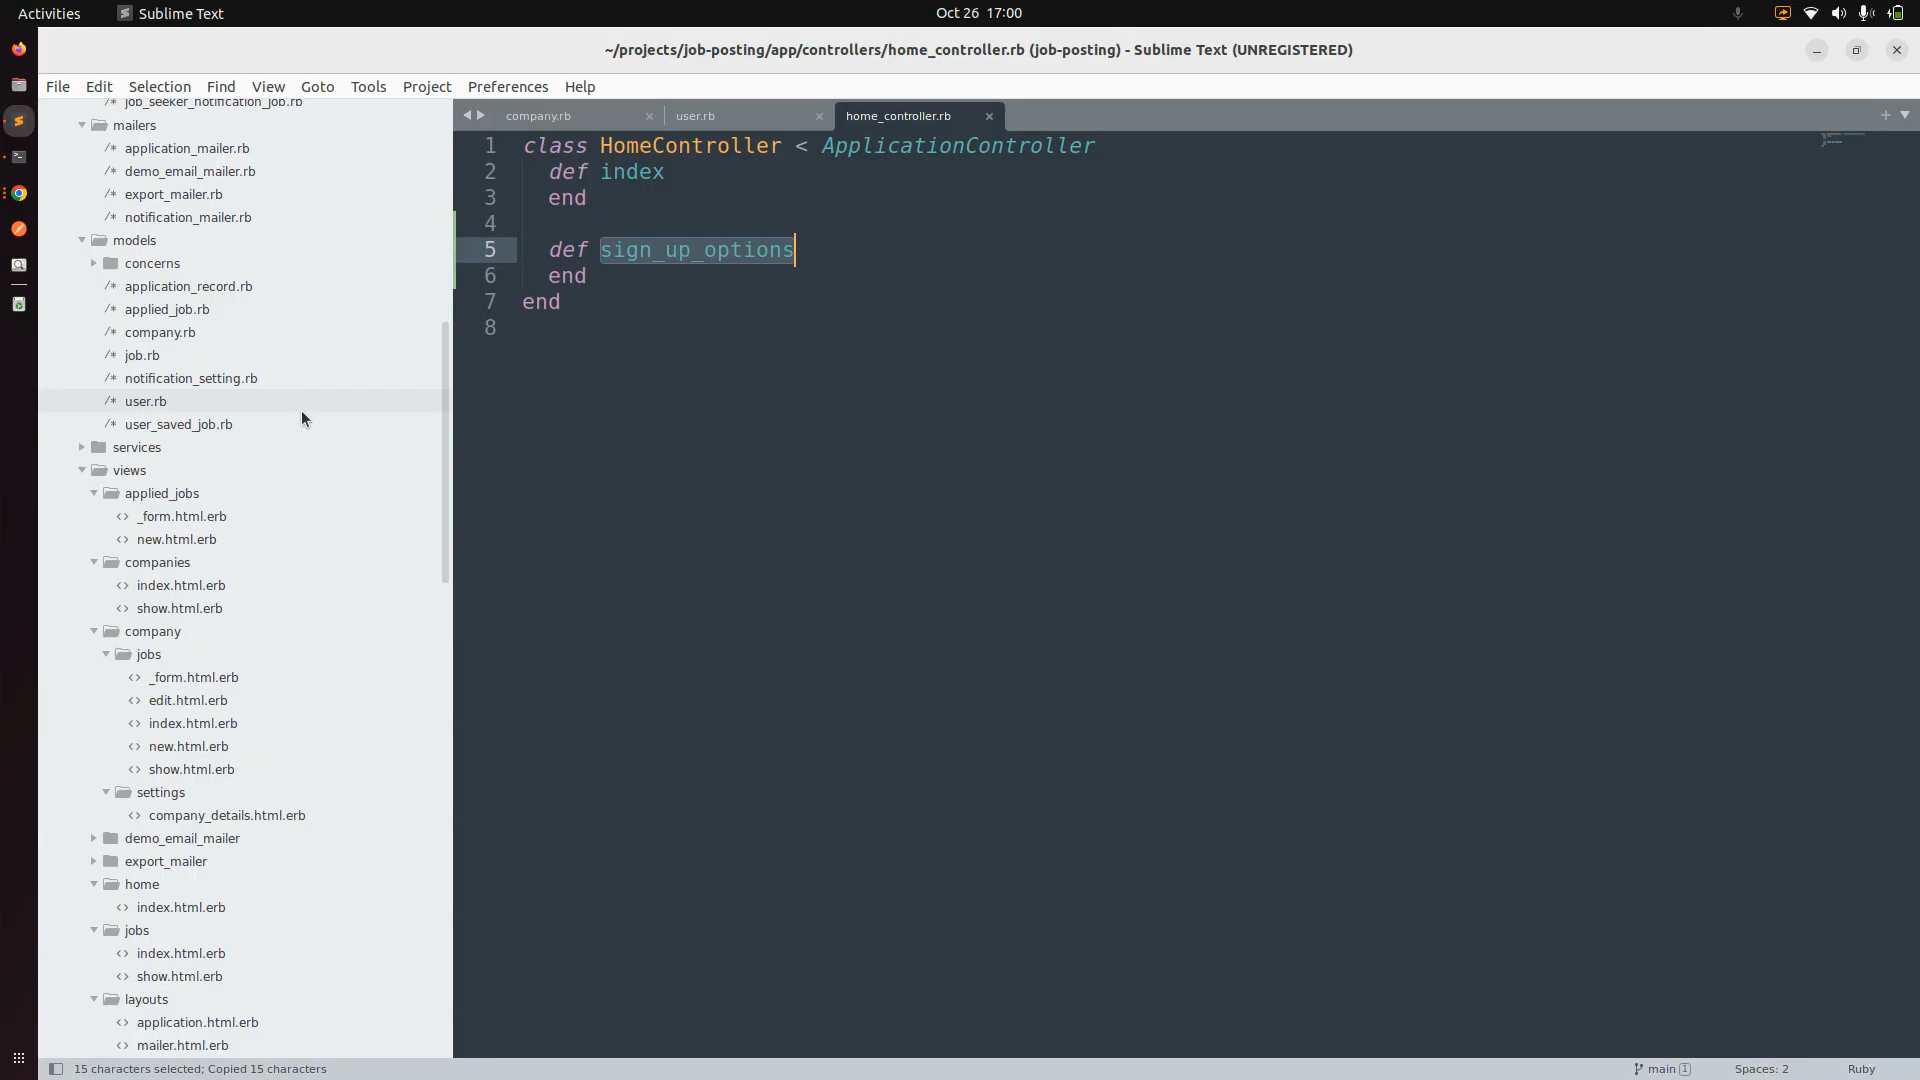 Activities
Sublime Text
Oct 26 17:00
~/projects/job-posting/app/controllers/home_controller.rb (job-posting) - Sublime Text (UNREGISTERED)
File Edit Selection Find View Goto Tools Project Preferences Help
/* job_seeker_notification_job.rb
mailers
/* application_mailer.rb
/* demo_email_mailer.rb
/* export_mailer.rb
/* notification_mailer.rb
models
concerns
/* application_record.rb
/* applied_job.rb
/* company.rb
/* job.rb
/* notification_setting.rb
/* user.rb
/* user_saved_job.rb
services
views
applied_jobs
<> _form.html.erb
<> new.html.erb
companies
<> index.html.erb
<> show.html.erb
company
jobs
<> _form.html.erb
<> edit.html.erb
<> index.html.erb
<> new.html.erb
<> show.html.erb
settings
<> company_details.html.erb
demo_email_mailer
export_mailer
home
<> index.html.erb
jobs
<> index.html.erb
<> show.html.erb
layouts
<> application.html.erb
<> mailer.html.erb
company.rb
user.rb
home_controller.rb
1 class HomeController < ApplicationController
2 def index
3 end
4
5 def sign_up_options
6 end
7 end
8
15 characters selected; Copied 15 characters
main 1
Spaces: 2
Ruby